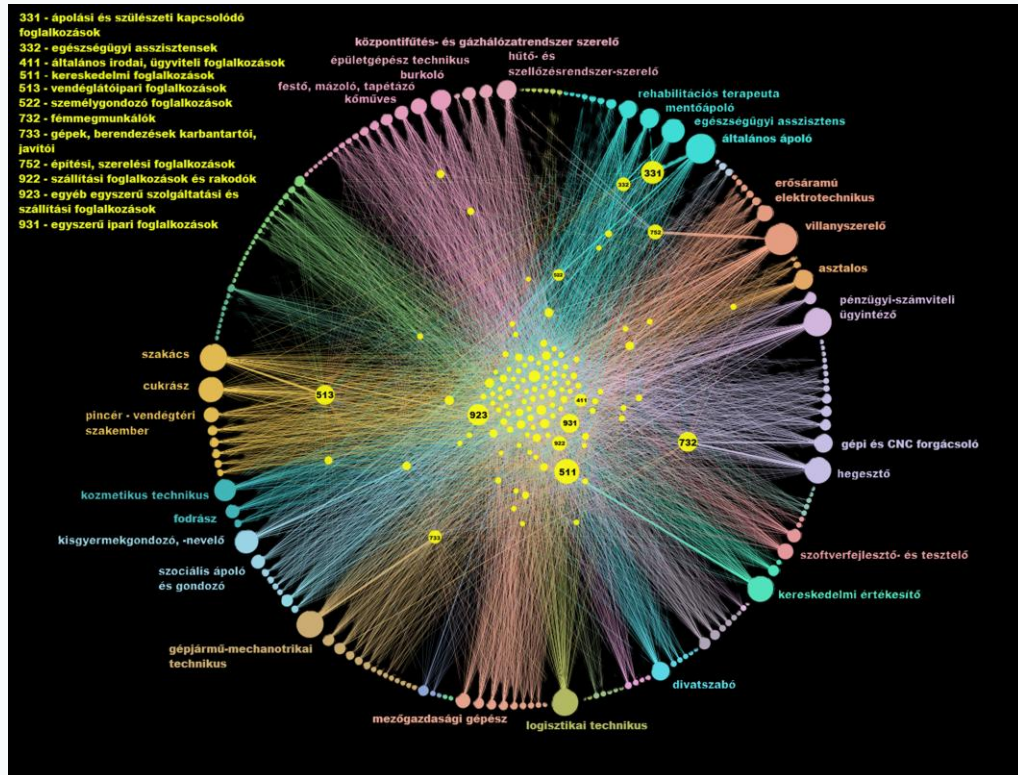 331 - ápolási és szülészeti kapcsolódó
foglalkozások
332 - egészségügyi asszisztensek
411 - általános irodai, ügyviteli foglalkozások
511 - kereskedelmi foglalkozások
513 - vendéglátóipari foglalkozások
522 - személygondozó foglalkozások
732 - fémmegmunkálók
733 - gépek, berendezések karbantartói,
javítói
752 - építési, szerelési foglalkozások
922 - szállítási foglalkozások és rakodók
923 - egyéb egyszerű szolgáltatási és
szállítási foglalkozások
931 - egyszerű ipari foglalkozások
központifűtés- és gázhálózatrendszer szerelő
épületgépész technikus
hűtő- és
szellőzésrendszer-szerelő
burkoló
festő, mázoló, tapétázó
kőműves
rehabilitációs terapeuta
mentőápoló
egészségügyi asszisztens
általános ápoló
331
332
erősáramú
elektrotechnikus
villanyszerelő
752
asztalos
pénzügyi-számviteli
ügyintéző
szakács
cukrász
513
pincér - vendégtéri
szakember
923
411
931
922
511
732
gépi és CNC forgácsoló
hegesztő
kozmetikus technikus
fodrász
kisgyermekgondozó, -nevelő
szociális ápoló
és gondozó
733
szoftverfejlesztő- és tesztelő
kereskedelmi értékesítő
gépjármű-mechanotrikai
technikus
divatszabó
mezőgazdasági gépész
logisztikai technikus